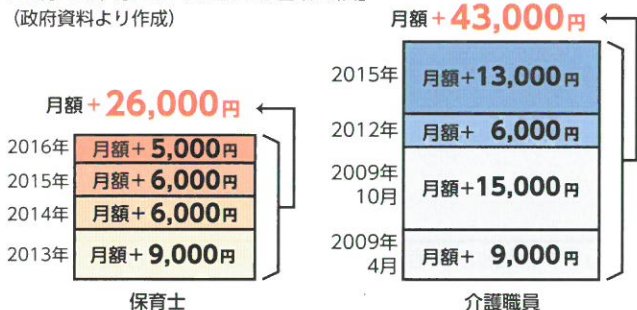 (政府資料より作成)
月額+26,000円
2016年 月額+5,000円
2015年 月額+6,000円
2014年 月額+6,000円
2013年 月額+9,000円
保育士
月額+43,000円
2015年 月額+13,000円
2012年 月額+ 6,000円
2009年
10月 月額+15,000円
2009年
4月 月額+ 9,000円
介護職員